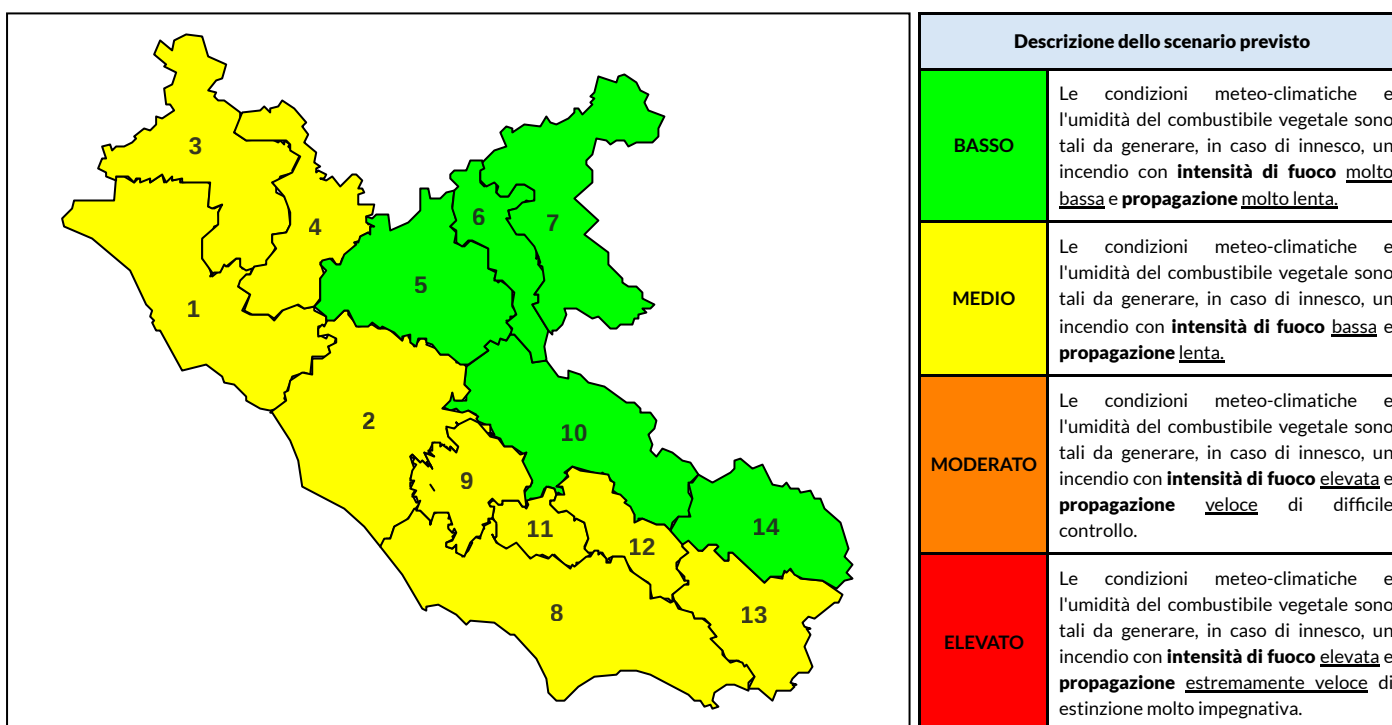 3
4
6
7
5
1
2
10
9
11
12
14
8
13
Descrizione dello scenario previsto
BASSO
Le condizioni meteo-climatiche e
l'umidità del combustibile vegetale sono
tali da generare, in caso di innesco, un
incendio con intensità di fuoco molto
bassa e propagazione molto lenta.
MEDIO
Le condizioni meteo-climatiche e
l'umidità del combustibile vegetale sono
tali da generare, in caso di innesco, un
incendio con intensità di fuoco bassa e
propagazione lenta.
MODERATO
Le condizioni meteo-climatiche e
l'umidità del combustibile vegetale sono
tali da generare, in caso di innesco, un
incendio con intensità di fuoco elevata e
propagazione veloce di difficile
controllo.
ELEVATO
Le condizioni meteo-climatiche e
l'umidità del combustibile vegetale sono
tali da generare, in caso di innesco, un
incendio con intensità di fuoco elevata e
propagazione estremamente veloce di
estinzione molto impegnativa.